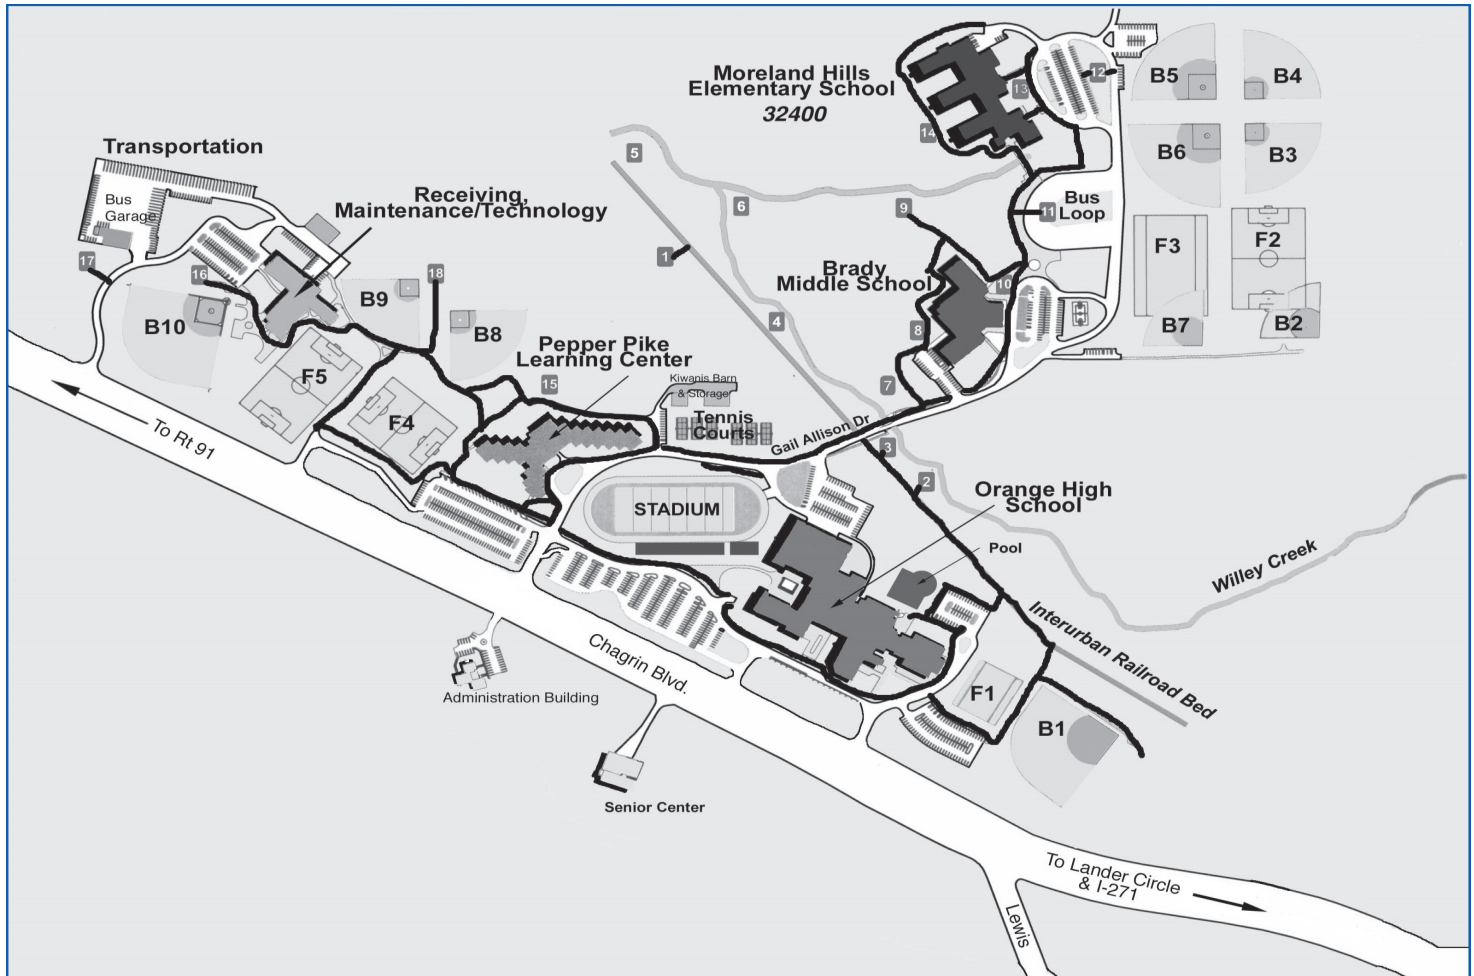 Moreland Hills
Elementary School
32400
12
13
14
B5
B4
B6
B3
Transportation
Bus
Garage
Receiving,
Maintenance/Technology
5
6
9
11
Bus
Loop
F3
F2
1
17
16
18
Brady
Middle School
10
B10
B9
B8
4
8
B7
B2
Pepper Pike
Learning Center
15
7
Kiwanis Barn
& Storage
Tennis
Courts
F5
F4
Gail Allison Dr
3
2
To Rt 91
STADIUM
Orange High
School
Pool
Willey Creek
Interurban Railroad Bed
Chagrin Blvd.
Administration Building
F1
B1
Senior Center
To Lander Circle
& I-271
Lewis